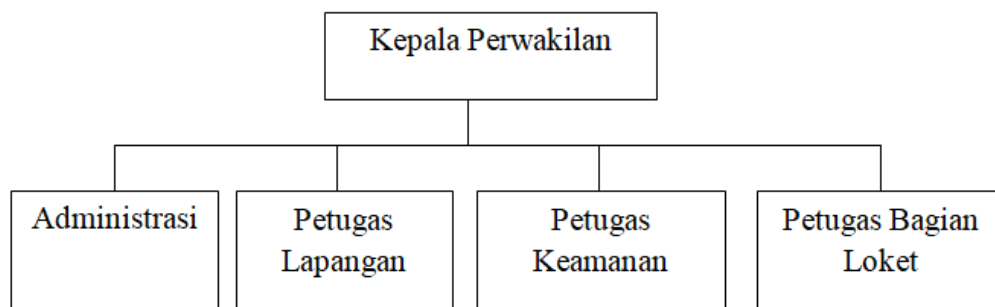 Kepala Perwakilan
Administrasi
Petugas
Lapangan
Petugas
Keamanan
Petugas Bagian
Loket